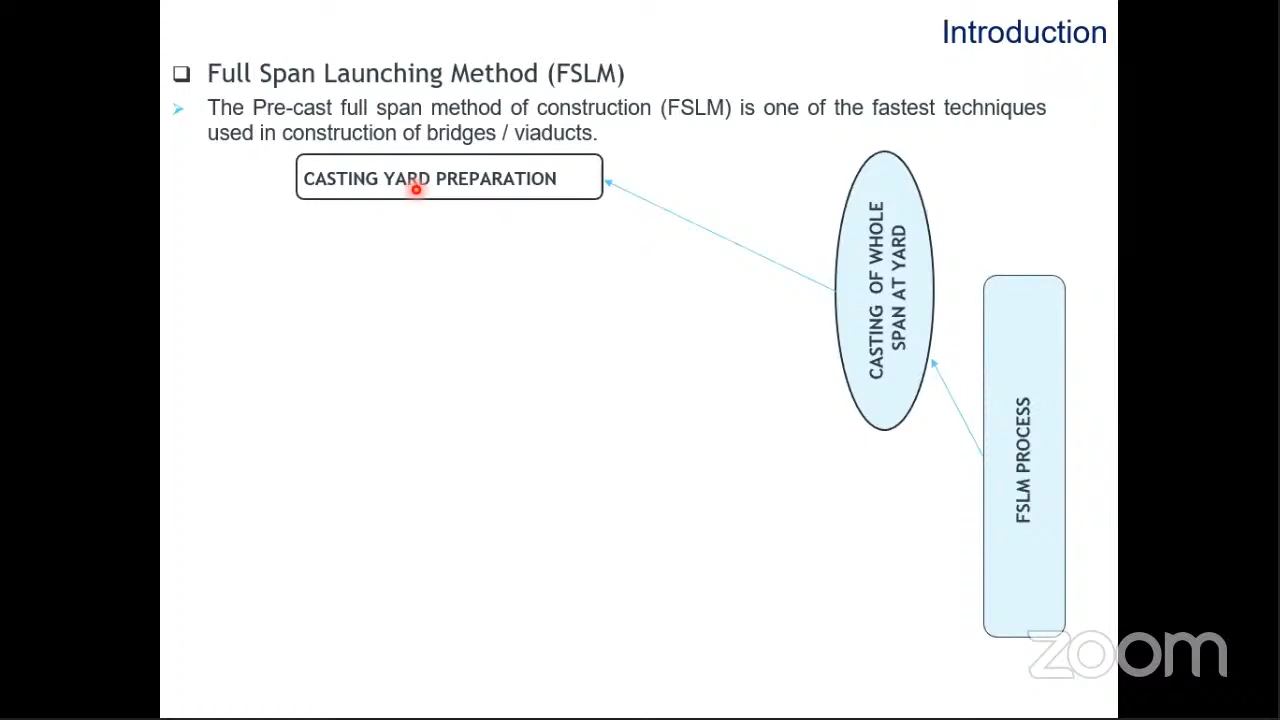 Introduction
Full Span Launching Method (FSLM)
The Pre-cast full span method of construction (FSLM) is one of the fastest techniques
used in construction of bridges / viaducts.
CASTING YARD PREPARATION
CASTING OF WHOLE
SPAN AT YARD
FSLM PROCESS
zoom